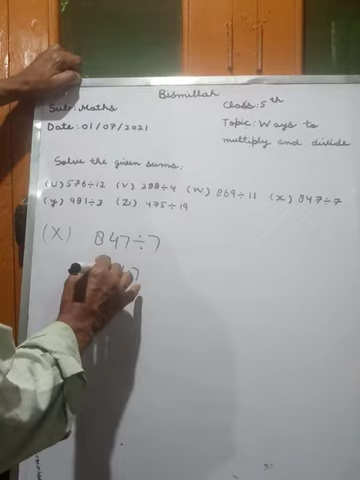 Bismillah
Sub: Maths
Class: 5th
Date: 01/07/2021
Topic: Ways to
multiply and divide
Solve the given sums:
(U) 576÷12 (V) 288÷4 (W) 869÷11 (X) 847÷7
(Y) 981÷3 (Z) 475÷19
(X) 847÷7